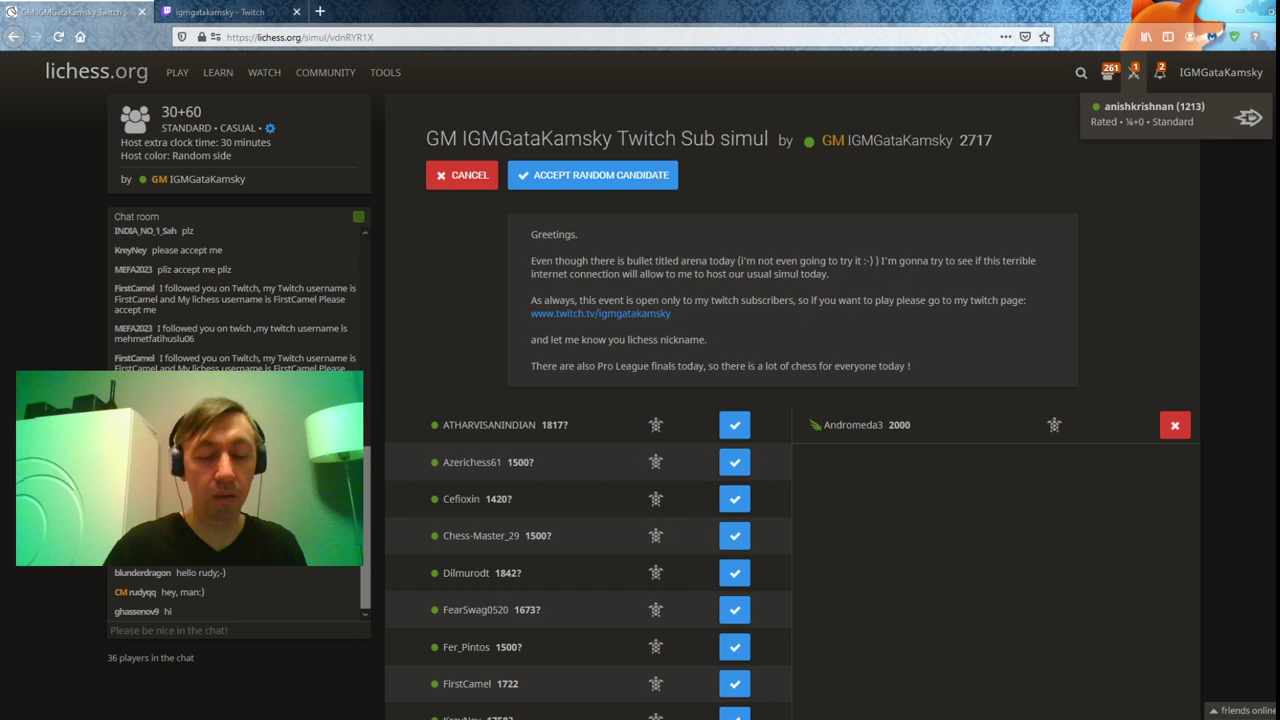 GM IGMGataKamsky Twitch S
igmgatakamsky - Twitch
https://lichess.org/simul/vdnRYR1X
lichess.org
PLAY
LEARN
WATCH
COMMUNITY
TOOLS
261
1
2
IGMGataKamsky
anishkrishnan (1213)
Rated • ¼+0 • Standard
30+60
STANDARD • CASUAL •
Host extra clock time: 30 minutes
Host color: Random side
by GM IGMGataKamsky
GM IGMGataKamsky Twitch Sub simul by GM IGMGataKamsky 2717
CANCEL
ACCEPT RANDOM CANDIDATE
Greetings.
Even though there is bullet titled arena today (i'm not even going to try it :-) ) I'm gonna try to see if this terrible
internet connection will allow to me to host our usual simul today.
As always, this event is open only to my twitch subscribers, so if you want to play please go to my twitch page:
www.twitch.tv/igmgatakamsky
and let me know you lichess nickname.
There are also Pro League finals today, so there is a lot of chess for everyone today !
Chat room
INDIA_NO_1_Sah plz
KreyNey please accept me
MEFA2023 pliz accept me pliz
FirstCamel I followed you on Twitch, my Twitch username is
FirstCamel and My lichess username is FirstCamel Please
accept me
MEFA2023 I followed you on twich ,my twitch username is
mehmetfatihuslu06
FirstCamel I followed you on Twitch, my Twitch username is
FirstCamel and My lichess username is FirstCamel Please
blunderdragon hello rudy;-)
CM rudyqq hey, man:)
ghassenov9 hi
Please be nice in the chat!
36 players in the chat
ATHARVISANINDIAN 1817?
Azerichess61 1500?
Cefioxin 1420?
Chess-Master_29 1500?
Dilmurodt 1842?
FearSwag0520 1673?
Fer_Pintos 1500?
FirstCamel 1722
KreyNey 1758?
Andromeda3 2000
friends online